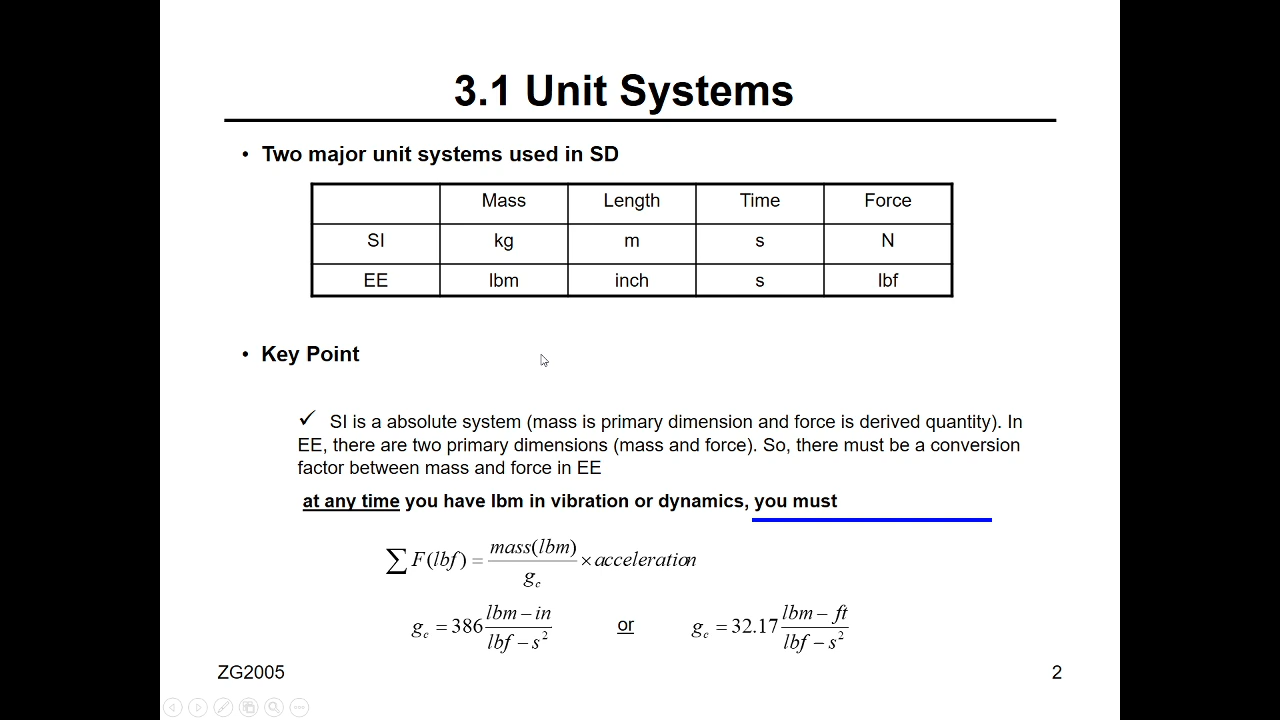 3.1 Unit Systems
• Two major unit systems used in SD
Mass Length Time Force
SI kg m s N
EE lbm inch s lbf
• Key Point
✓ SI is a absolute system (mass is primary dimension and force is derived quantity). In
EE, there are two primary dimensions (mass and force). So, there must be a conversion
factor between mass and force in EE
at any time you have lbm in vibration or dynamics, you must
∑ F(lbf) = mass(lbm) / g_c × acceleration
g_c = 386 lbm – in / lbf – s² or g_c = 32.17 lbm – ft / lbf – s²
ZG2005 2